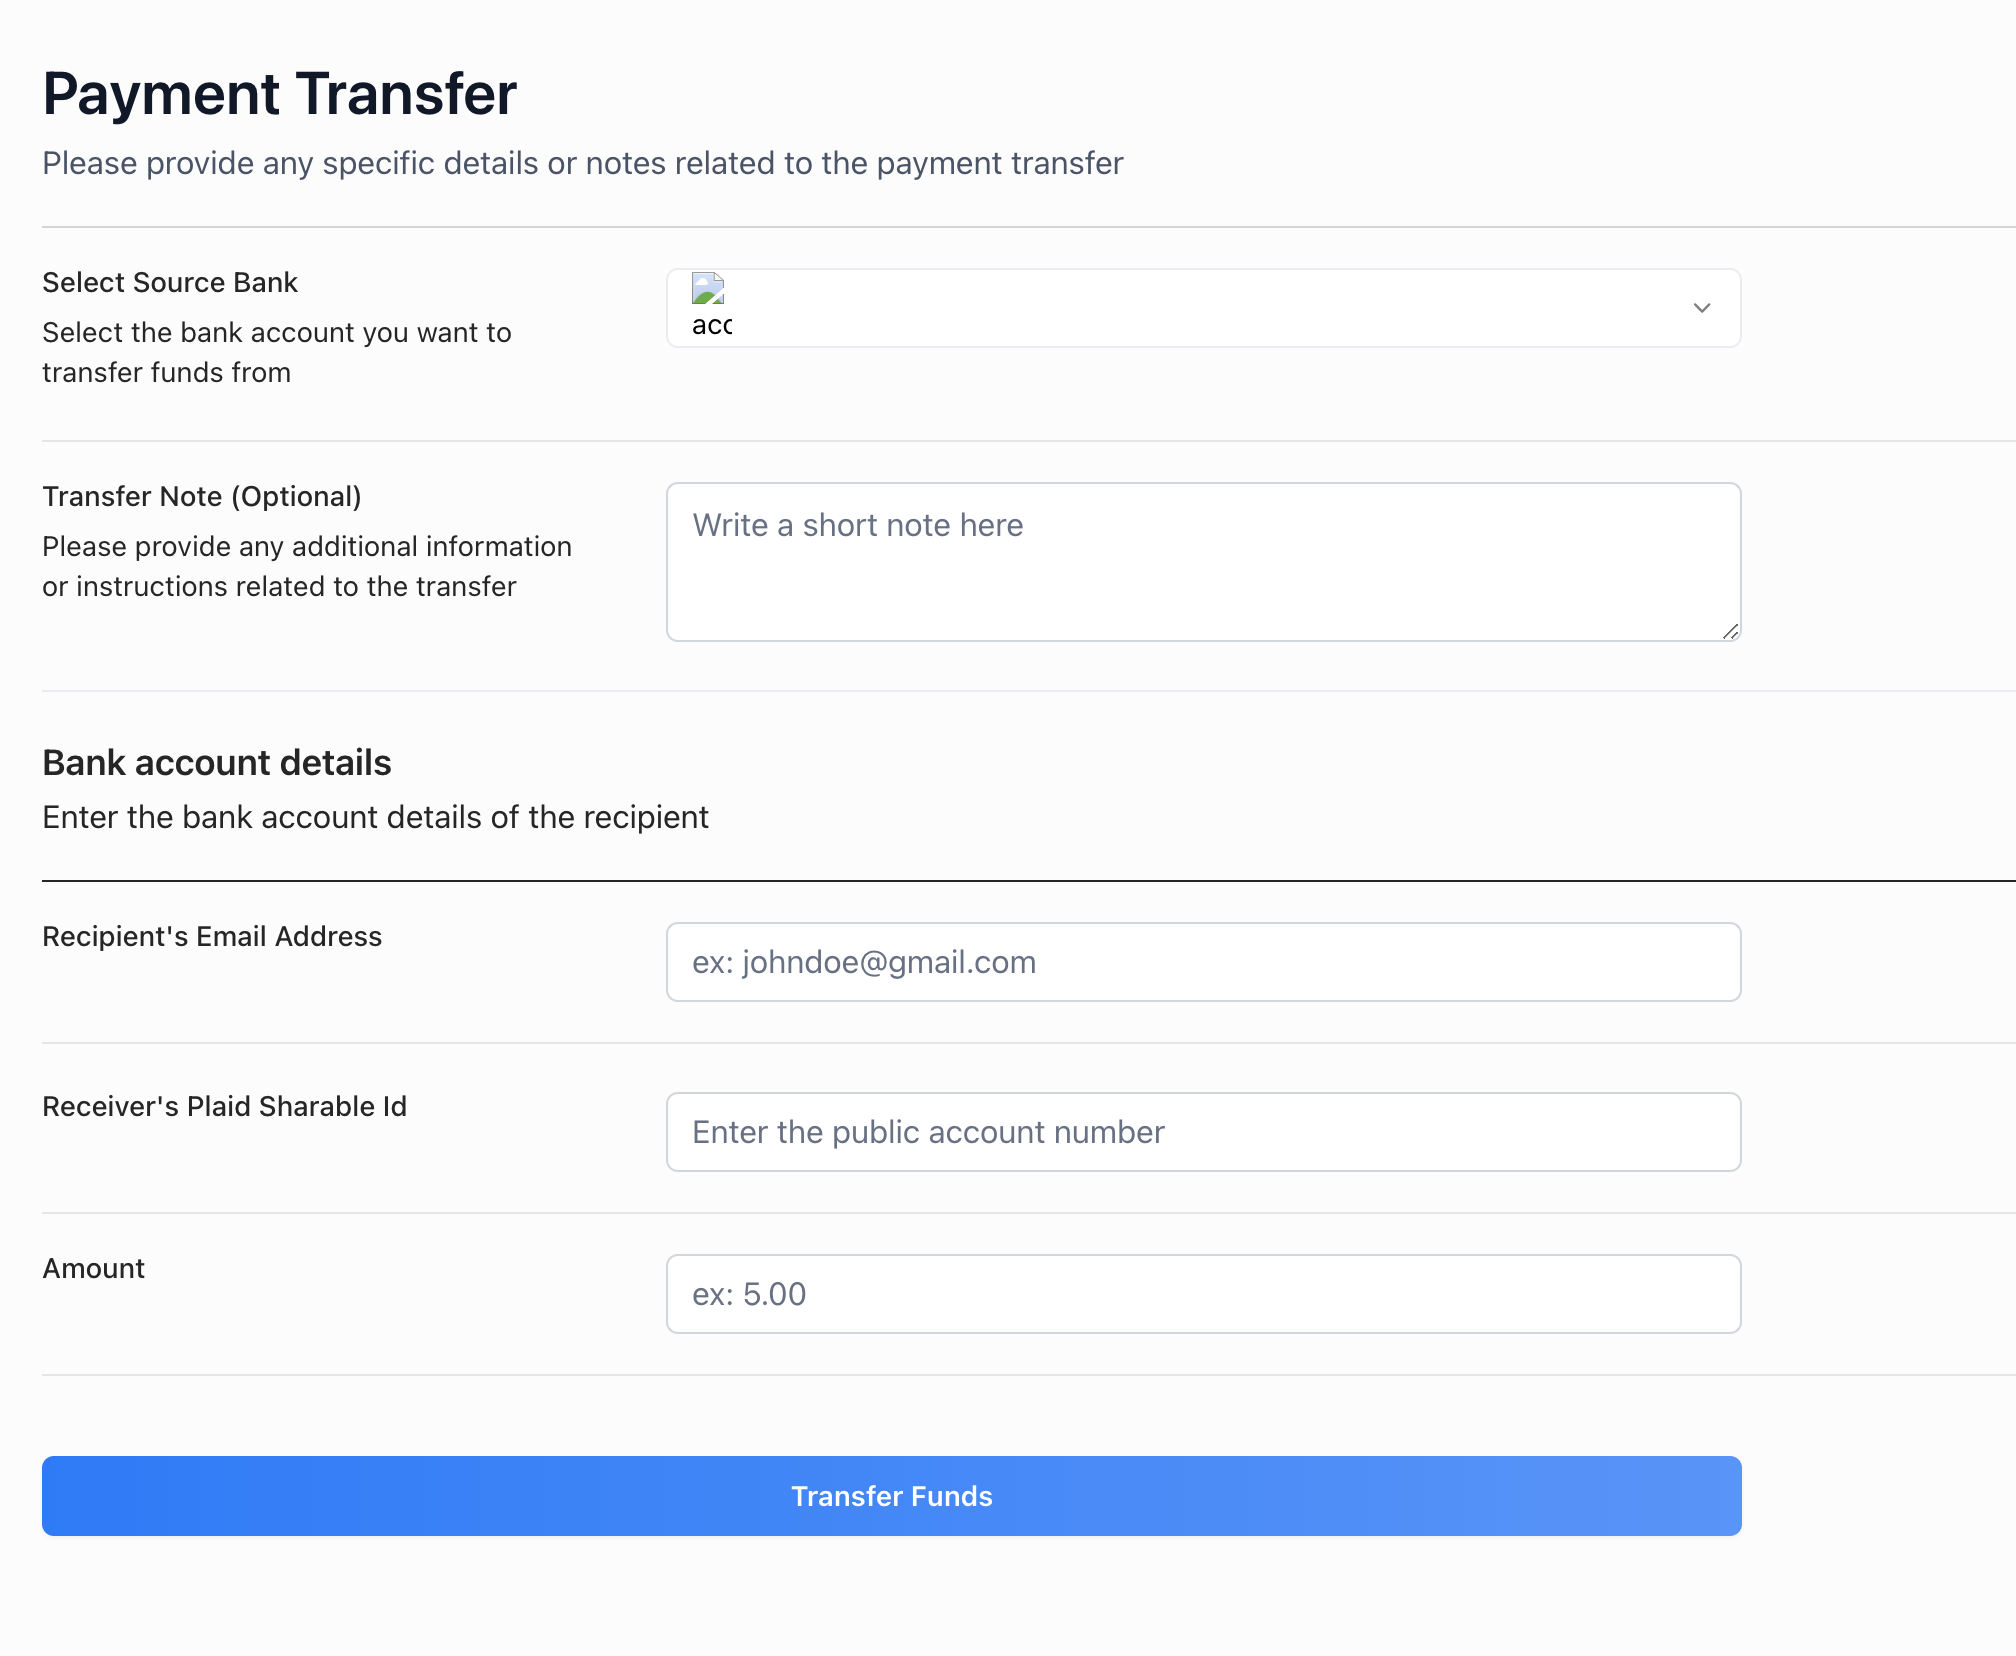 Payment Transfer
Please provide any specific details or notes related to the payment transfer
Select Source Bank
Select the bank account you want to
transfer funds from
acc
Transfer Note (Optional)
Please provide any additional information
or instructions related to the transfer
Write a short note here
Bank account details
Enter the bank account details of the recipient
Recipient's Email Address
ex: johndoe@gmail.com
Receiver's Plaid Sharable Id
Enter the public account number
Amount
ex: 5.00
Transfer Funds